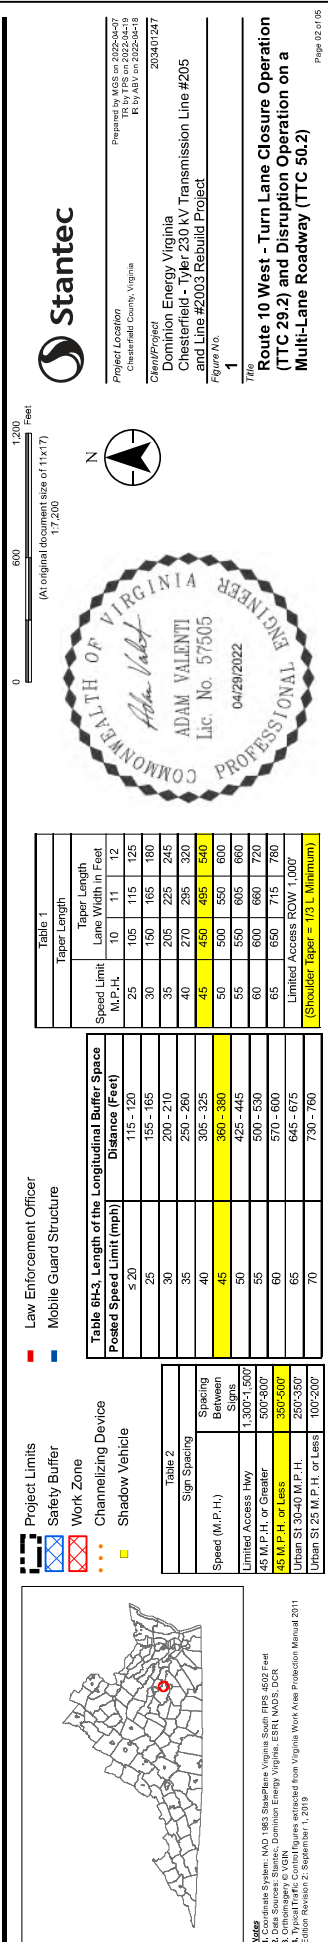 Project Limits
Safety Buffer
Work Zone
Channelizing Device
Shadow Vehicle
Law Enforcement Officer
Mobile Guard Structure
Notes
1. Coordinate System: NAD 1983 StatePlane Virginia South FIPS 4502 Feet
2. Data Sources: Stantec, Dominion Energy Virginia, ESRI, NADS, DCR
3. Orthoimagery © VGIN
4. Typical Traffic Control figures extracted from Virginia Work Area Protection Manual 2011
Edition Revision 2: September 1, 2019
Table 2
Sign Spacing
Speed (M.P.H.) Spacing Between Signs
Limited Access Hwy 1,300'-1,500'
45 M.P.H. or Greater 500'-800'
45 M.P.H. or Less 350'-500'
Urban St 30-40 M.P.H. 250'-350'
Urban St 25 M.P.H. or Less 100'-200'
Table 6H-3, Length of the Longitudinal Buffer Space
Posted Speed Limit (mph) Distance (Feet)
≤ 20 115 - 120
25 155 - 165
30 200 - 210
35 250 - 260
40 305 - 325
45 360 - 380
50 425 - 445
55 500 - 530
60 570 - 600
65 645 - 675
70 730 - 760
Table 1
Taper Length
Speed Limit M.P.H. Taper Length Lane Width in Feet
10 11 12
25 105 115 125
30 150 165 180
35 205 225 245
40 270 295 320
45 450 495 540
50 500 550 600
55 550 605 660
60 600 660 720
65 650 715 780
Limited Access ROW 1,000'
(Shoulder Taper = 1/3 L Minimum)
0 600 1,200
Feet
(At original document size of 11x17)
1:7,200
N
COMMONWEALTH OF VIRGINIA
Adam Valenti
ADAM VALENTI
Lic. No. 57505
04/29/2022
PROFESSIONAL ENGINEER
Stantec
Project Location
Chesterfield County, Virginia
Prepared by MGS on 2022-04-07
TR by TPS on 2022-04-19
IR by ABV on 2022-04-18
Client/Project
203401247
Dominion Energy Virginia
Chesterfield - Tyler 230 kV Transmission Line #205
and Line #2003 Rebuild Project
Figure No.
1
Title
Route 10 West - Turn Lane Closure Operation
(TTC 29.2) and Disruption Operation on a
Multi-Lane Roadway (TTC 50.2)
Page 02 of 05